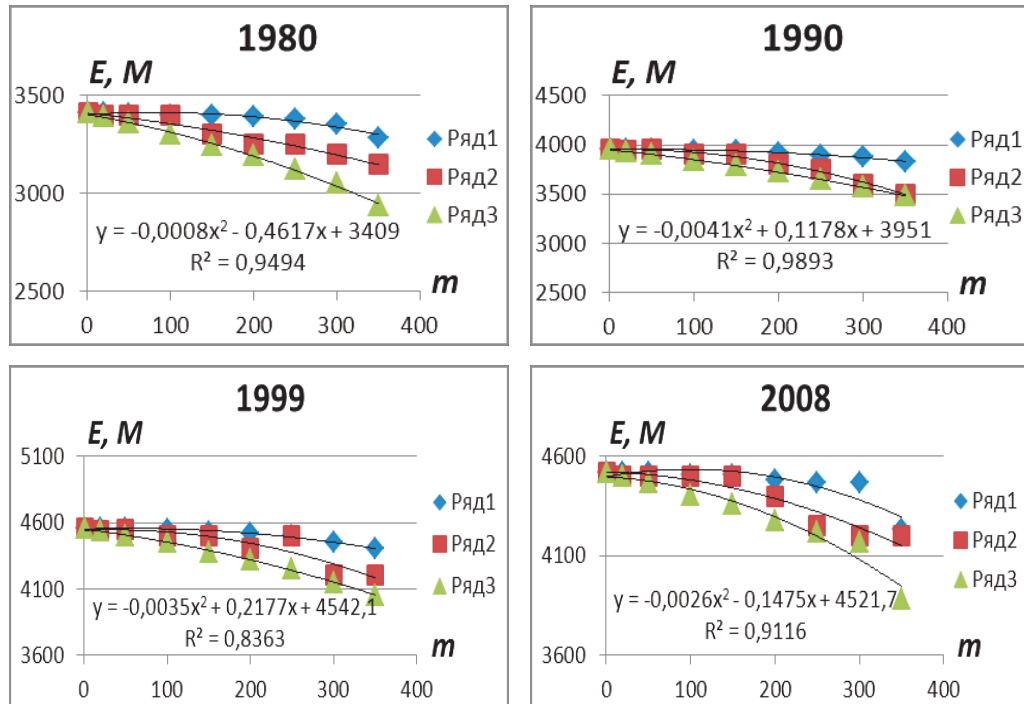 1980
E, M
3500
3000
2500
0 100 200 300 400
m
y = -0,0008x² - 0,4617x + 3409
R² = 0,9494
Ряд1
Ряд2
Ряд3
1990
E, M
4500
4000
3500
3000
2500
0 100 200 300 400
m
y = -0,0041x² + 0,1178x + 3951
R² = 0,9893
Ряд1
Ряд2
Ряд3
1999
E, M
5100
4600
4100
3600
0 100 200 300 400
m
y = -0,0035x² + 0,2177x + 4542,1
R² = 0,8363
Ряд1
Ряд2
Ряд3
2008
E, M
4600
4100
3600
0 100 200 300 400
m
y = -0,0026x² - 0,1475x + 4521,7
R² = 0,9116
Ряд1
Ряд2
Ряд3